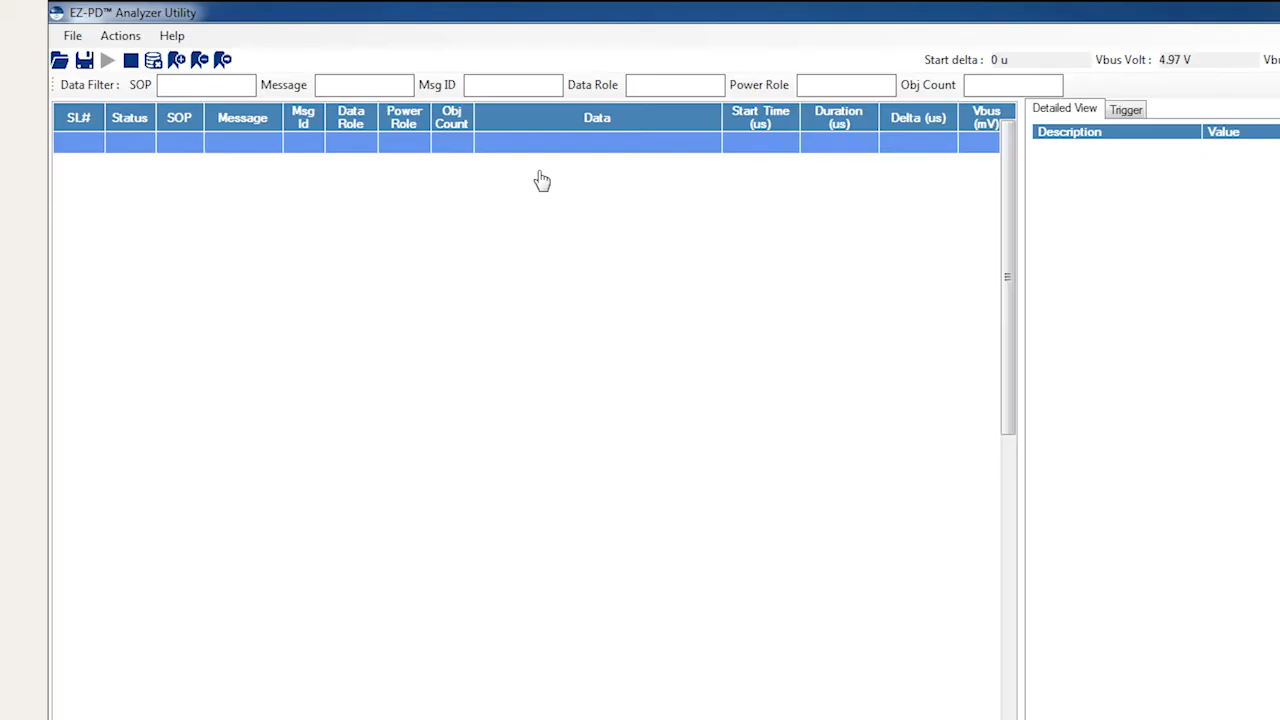 EZ-PD™ Analyzer Utility
File Actions Help
Start delta : 0 u Vbus Volt : 4.97 V
Data Filter : SOP Message Msg ID Data Role Power Role Obj Count
SL# Status SOP Message Msg Id Data Role Power Role Obj Count Data Start Time (us) Duration (us) Delta (us) Vbus (mV)
Detailed View Trigger
Description Value